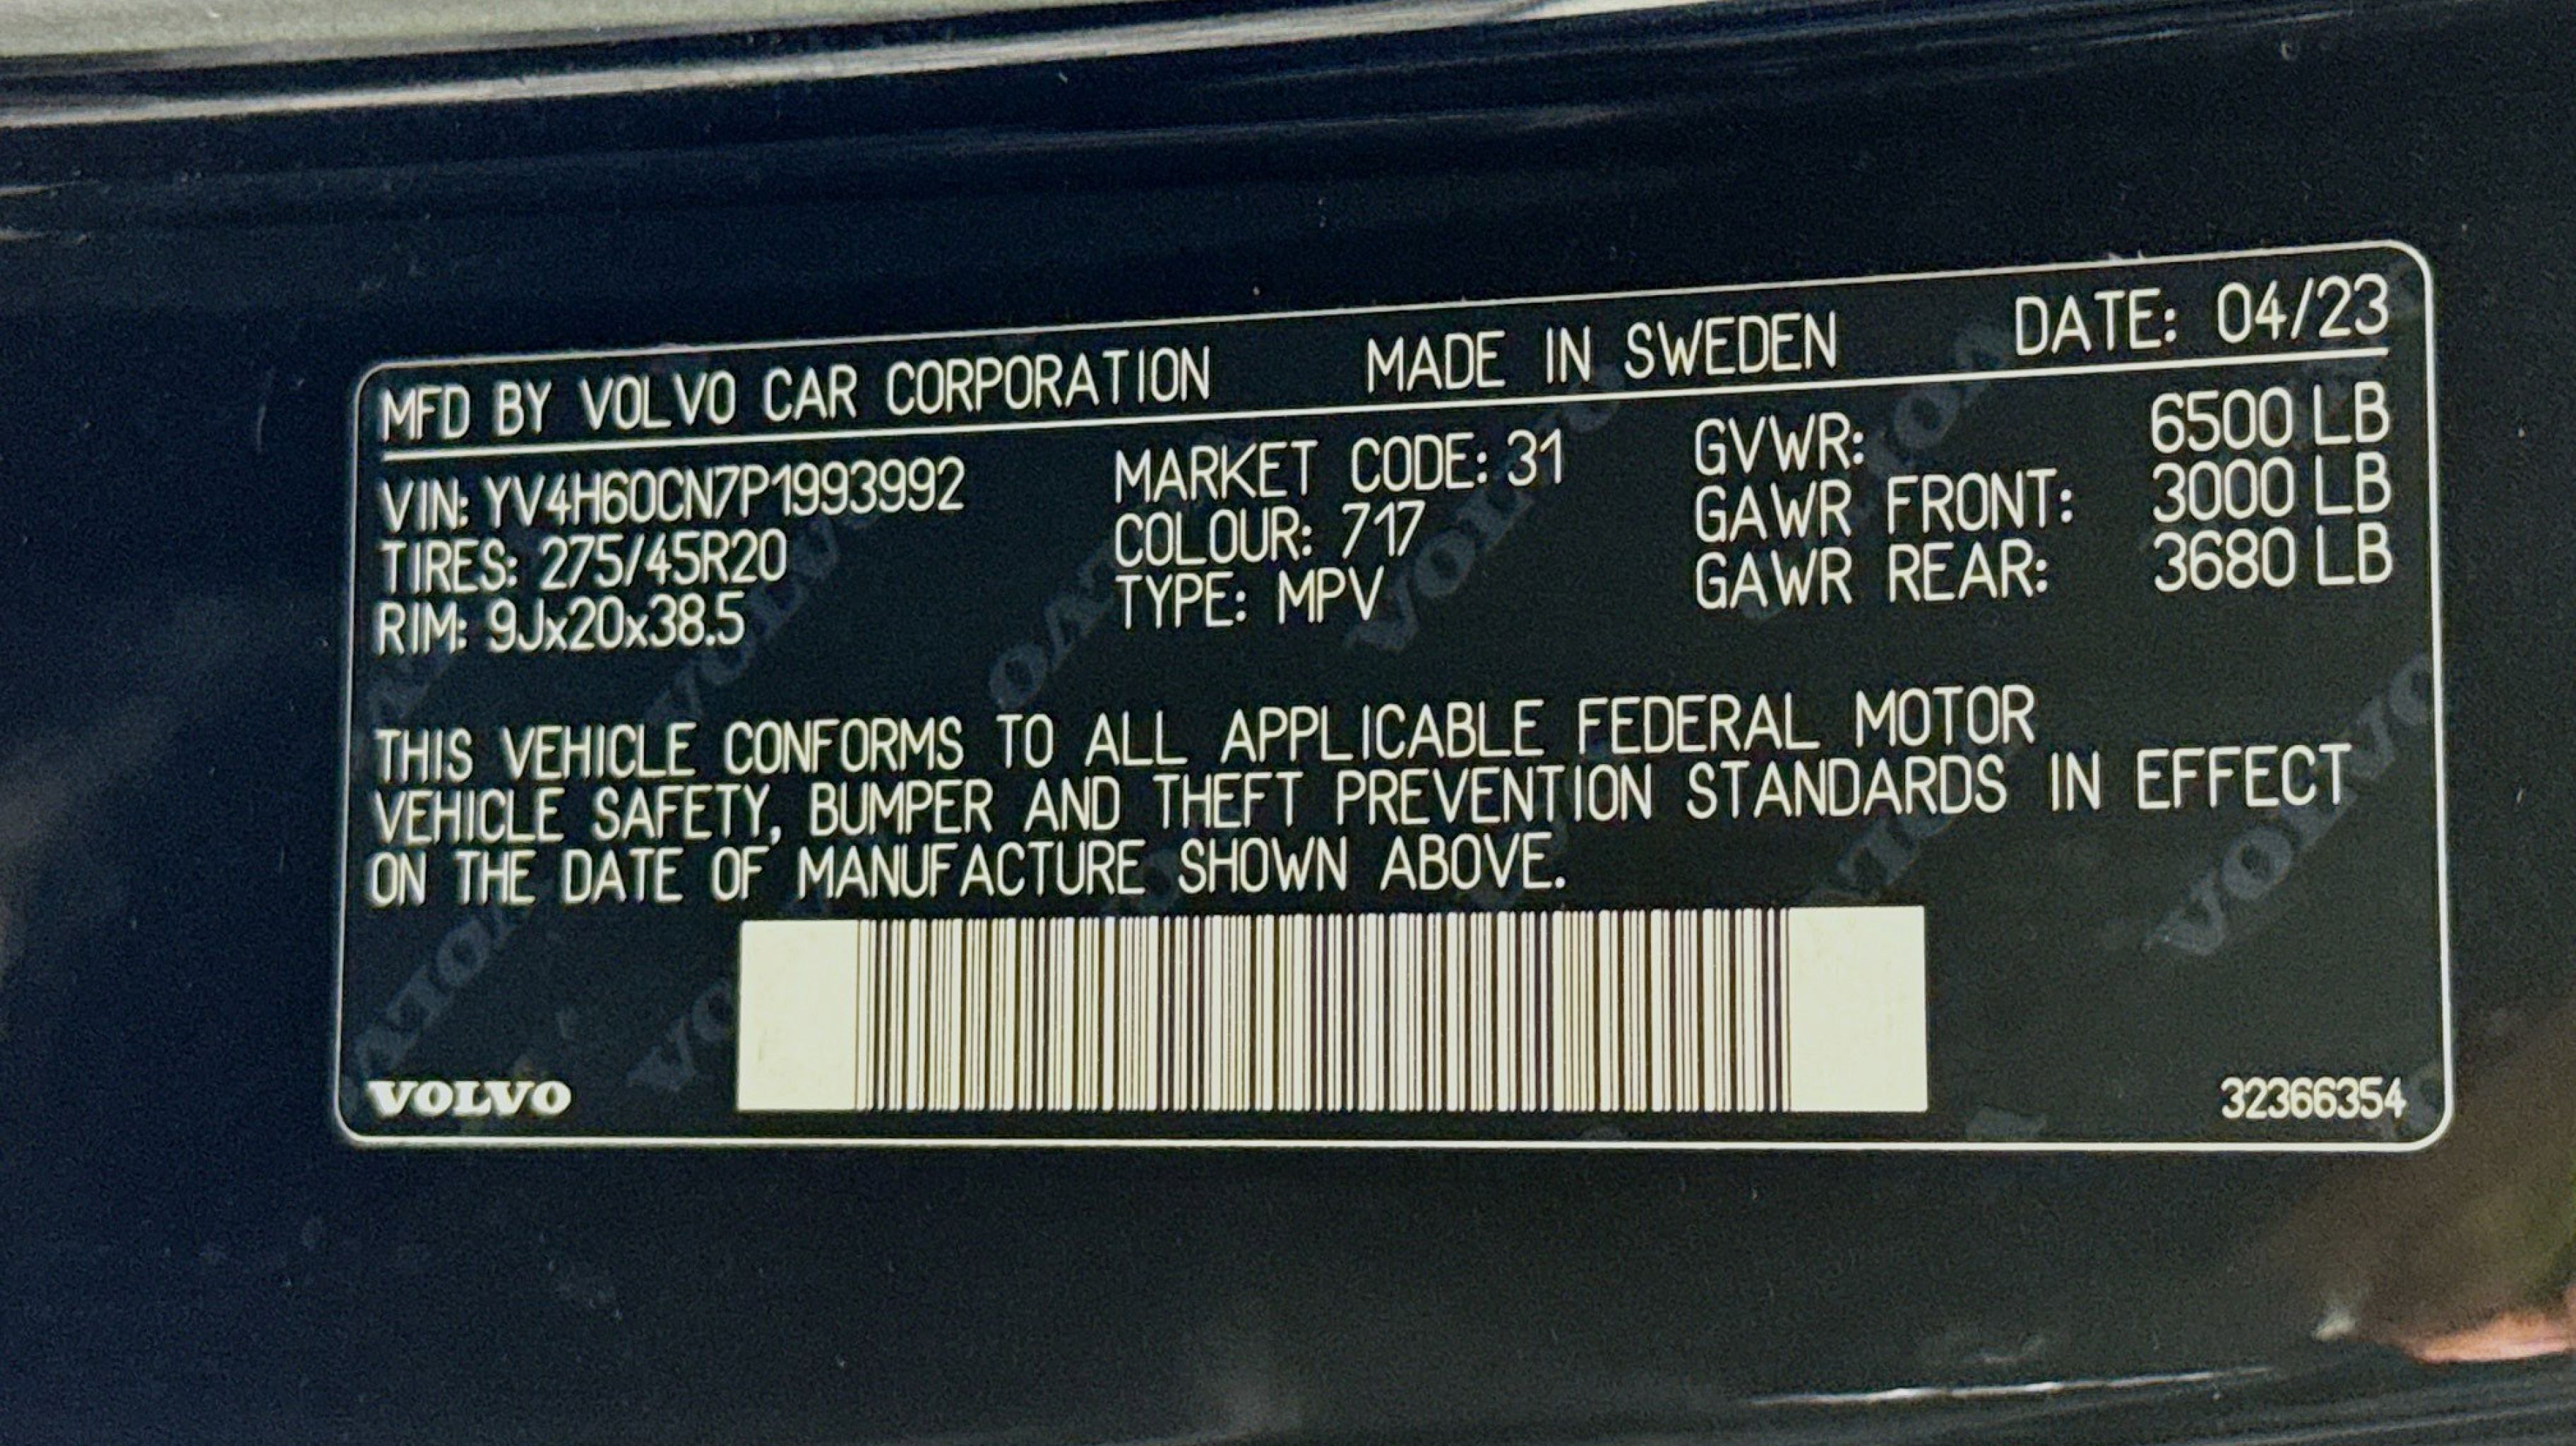 MFD BY VOLVO CAR CORPORATION MADE IN SWEDEN DATE: 04/23
VIN: YV4H60CN7P1993992 MARKET CODE: 31 GVWR: 6500 LB
TIRES: 275/45R20 COLOUR: 717 GAWR FRONT: 3000 LB
RIM: 9Jx20x38.5 TYPE: MPV GAWR REAR: 3680 LB
THIS VEHICLE CONFORMS TO ALL APPLICABLE FEDERAL MOTOR
VEHICLE SAFETY, BUMPER AND THEFT PREVENTION STANDARDS IN EFFECT
ON THE DATE OF MANUFACTURE SHOWN ABOVE.
VOLVO 32366354